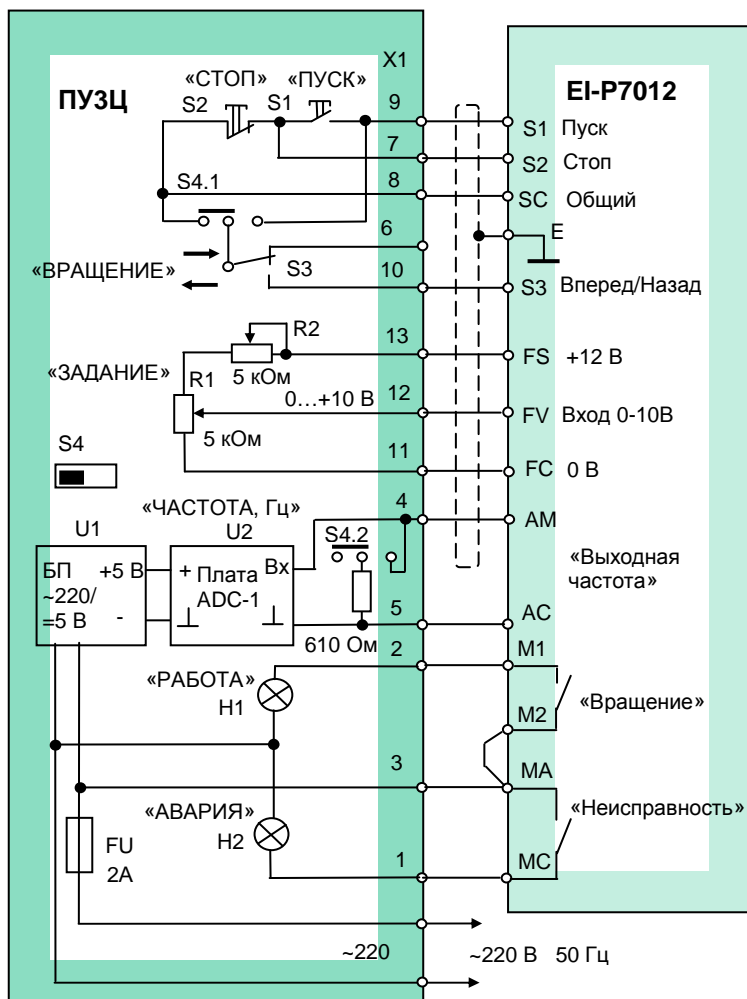 X1
«СТОП» «ПУСК»
ПУЗЦ
EI-P7012
S2 S1 9
S1 Пуск
7
S2 Стоп
S4.1 8
SC Общий
6
E
«ВРАЩЕНИЕ» S3 10
S3 Вперед/Назад
R2 13
FS +12 В
«ЗАДАНИЕ» R1 5 кОм
0...+10 В 12
FV Вход 0-10В
5 кОм
S4 11
FC 0 В
«ЧАСТОТА, Гц» 4
U1 U2 S4.2
AM
БП +5 В + Плата Вх
~220/ ADC-1
=5 В - ⊥ ⊥
«Выходная
частота»
610 Ом 5
AC
2 M1
«РАБОТА»
H1
«Вращение»
M2
3 MA
«АВАРИЯ»
H2
«Неисправность»
FU
2А
1 MC
~220 ~220 В 50 Гц